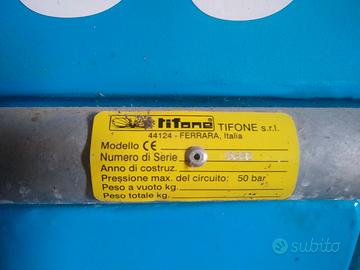 tifone TIFONE s.r.l.
44124 - FERRARA, Italia
Modello CE
Numero di Serie
Anno di costruz.
Pressione max. del circuito: 50 bar
Peso a vuoto kg.
Peso totale kg.
subito